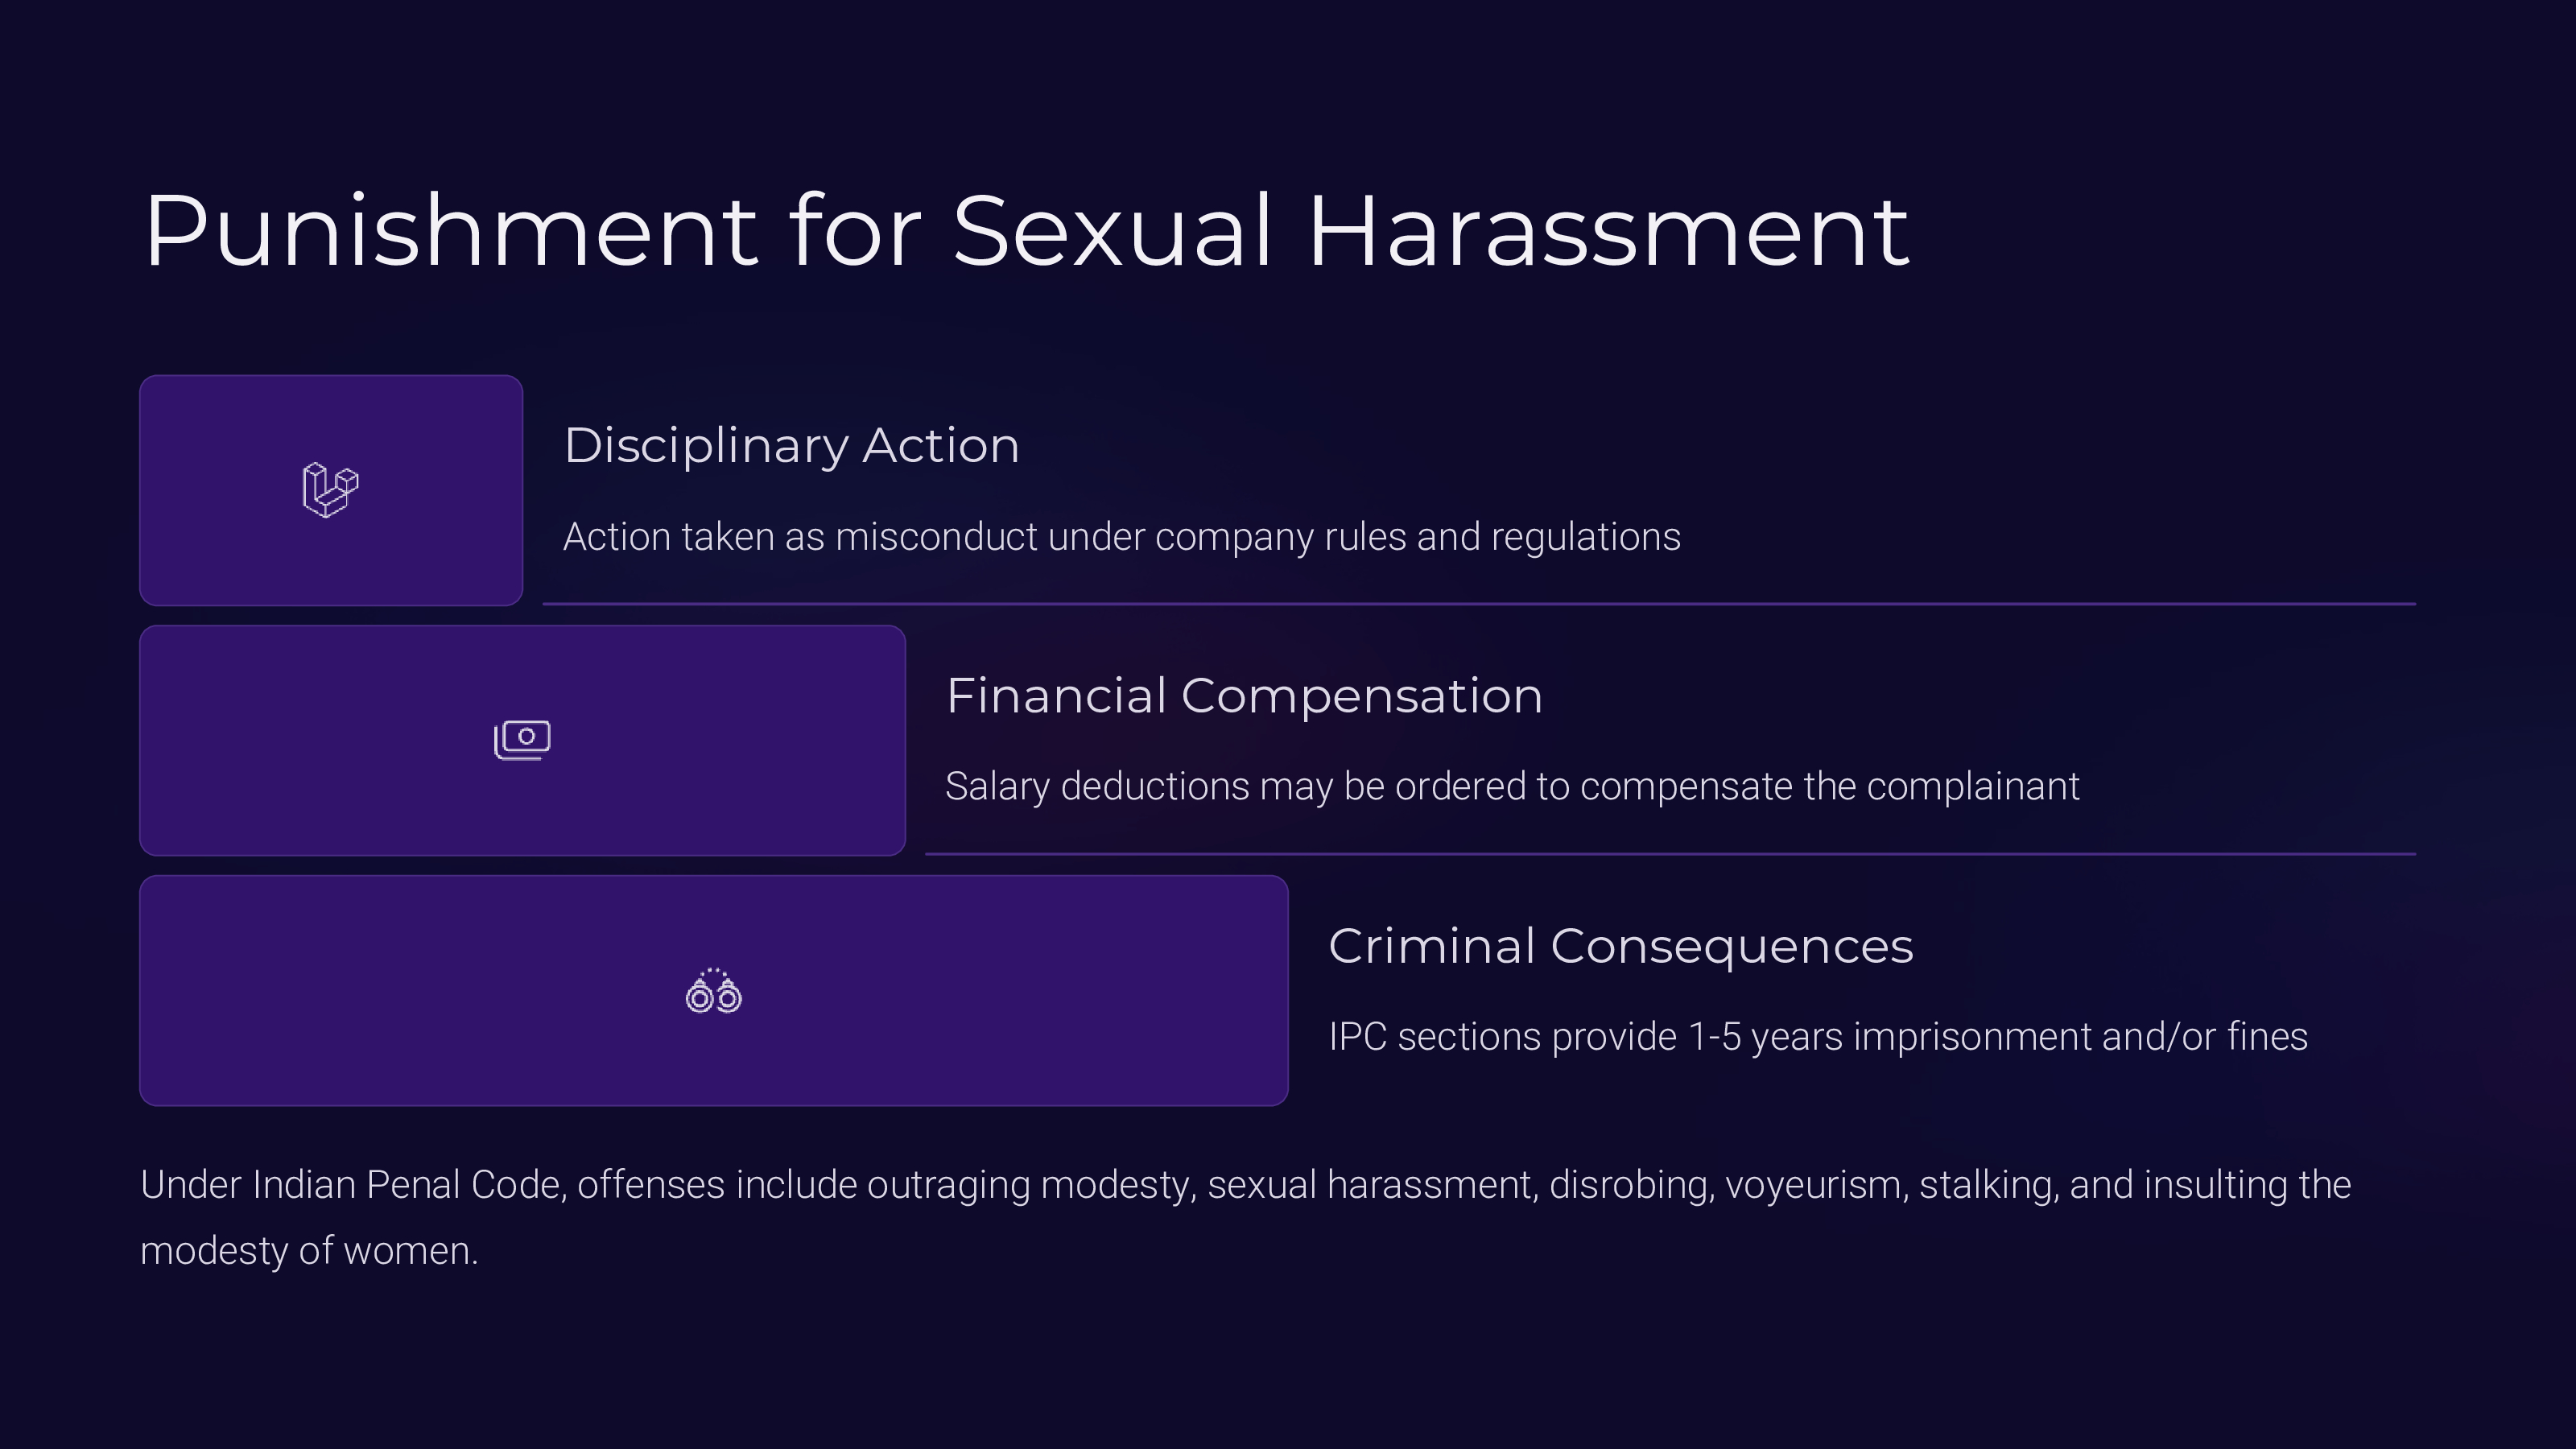 Punishment for Sexual Harassment
Disciplinary Action
Action taken as misconduct under company rules and regulations
Financial Compensation
Salary deductions may be ordered to compensate the complainant
Criminal Consequences
IPC sections provide 1-5 years imprisonment and/or fines
Under Indian Penal Code, offenses include outraging modesty, sexual harassment, disrobing, voyeurism, stalking, and insulting the
modesty of women.